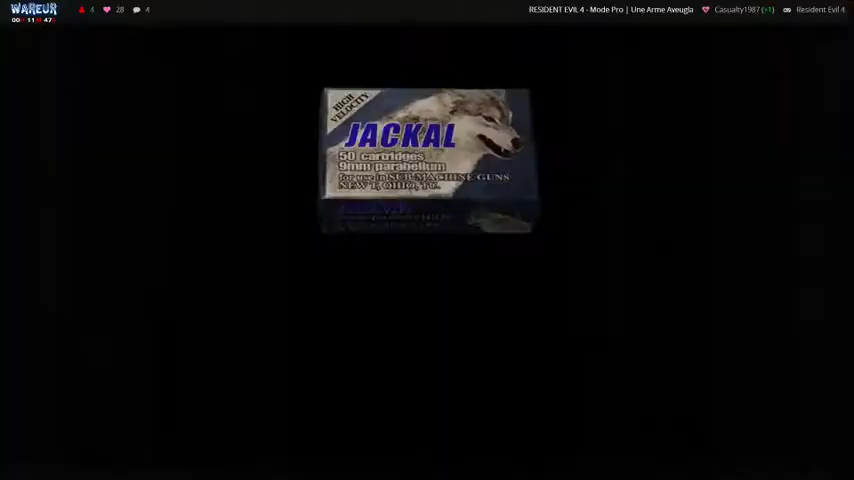 WAREUR
4 28 4
RESIDENT EVIL 4 - Mode Pro | Une Arme Aveugla
Casualty1987 (+1)
Resident Evil 4
HIGH
VELOCITY
JACKAL
50 cartridges
9mm parabellum
for use in SUB-MACHINE GUNS